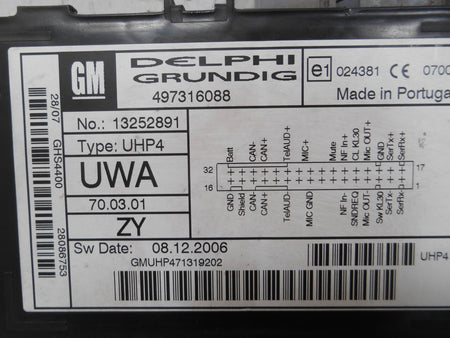 GM
DELPHI
GRUNDIG
497316088
e1 024381 CE 0700
Made in Portugal
28/07
GHS44400
28086753
No.: 13252891
Type: UHP4
UWA
70.03.01
ZY
Sw Date: 08.12.2006
GMUHP471319202
Batt CAN+ CAN+ TelAUD+ MIC+ Mute NF In+ CL KL30 Mic OUT+ GND SerTx+ SerRx+
32 17
16 1
GND Shield CAN- CAN+ TelAUD- MIC GND NF In- SNDREQ Mic OUT- Sw KL30 SerTx- SerRx-
UHP4